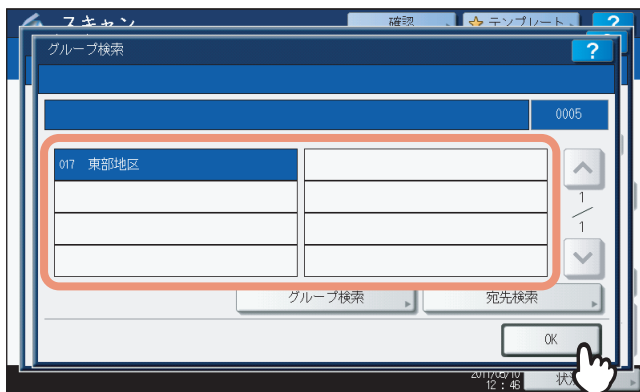 スキャン 確認 テンプレート ?
グループ検索 ?
0005
017 東部地区
1
1
グループ検索 宛先検索
OK
2011/08/10
12 : 46